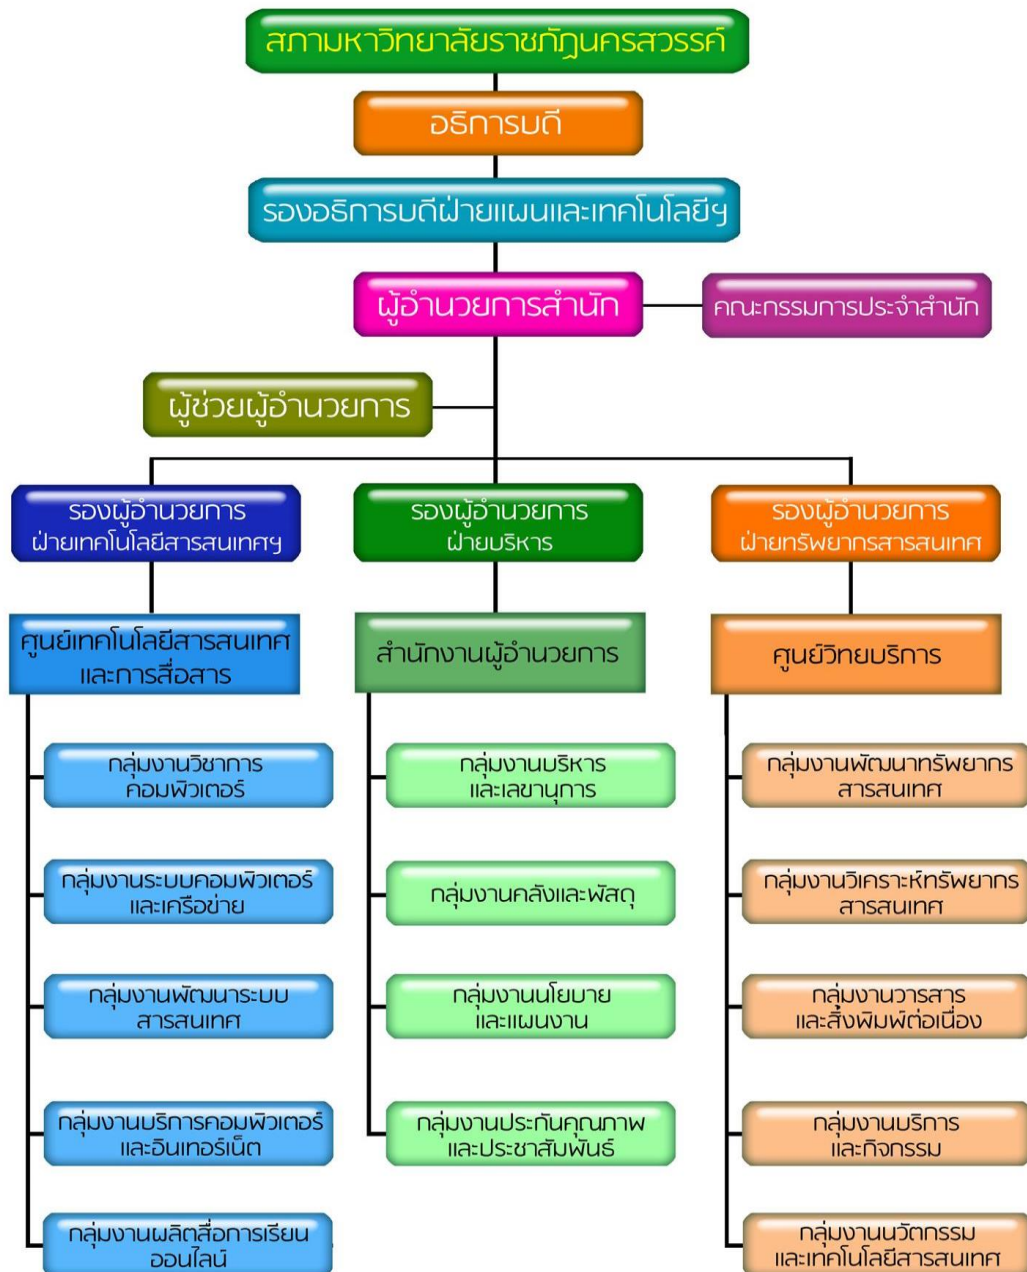 สภามหาวิทยาลัยราชภัฏนครสวรรค์
อธิการบดี
รองอธิการบดีฝ่ายแผนและเทคโนโลยีฯ
ผู้อำนวยการสำนัก
คณะกรรมการประจำสำนัก
ผู้ช่วยผู้อำนวยการ
รองผู้อำนวยการ
ฝ่ายเทคโนโลยีสารสนเทศฯ
รองผู้อำนวยการ
ฝ่ายบริหาร
รองผู้อำนวยการ
ฝ่ายทรัพยากรสารสนเทศ
ศูนย์เทคโนโลยีสารสนเทศ
และการสื่อสาร
สำนักงานผู้อำนวยการ
ศูนย์วิทยบริการ
กลุ่มงานวิชาการ
คอมพิวเตอร์
กลุ่มงานระบบคอมพิวเตอร์
และเครือข่าย
กลุ่มงานพัฒนาระบบ
สารสนเทศ
กลุ่มงานบริการคอมพิวเตอร์
และอินเทอร์เน็ต
กลุ่มงานผลิตสื่อการเรียน
ออนไลน์
กลุ่มงานบริหาร
และเลขานุการ
กลุ่มงานคลังและพัสดุ
กลุ่มงานนโยบาย
และแผนงาน
กลุ่มงานประกันคุณภาพ
และประชาสัมพันธ์
กลุ่มงานพัฒนาทรัพยากร
สารสนเทศ
กลุ่มงานวิเคราะห์ทรัพยากร
สารสนเทศ
กลุ่มงานวารสาร
และสิ่งพิมพ์ต่อเนื่อง
กลุ่มงานบริการ
และกิจกรรม
กลุ่มงานนวัตกรรม
และเทคโนโลยีสารสนเทศ